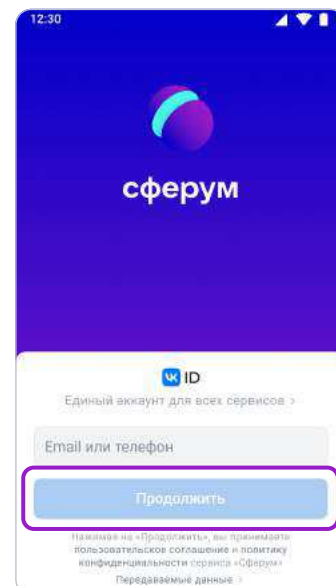 12:30
сферум
VK ID
Единый аккаунт для всех сервисов >
Email или телефон
Продолжить
Нажимая на «Продолжить», вы принимаете
пользовательское соглашение и политику
конфиденциальности сервиса «Сферум»
Передаваемые данные >